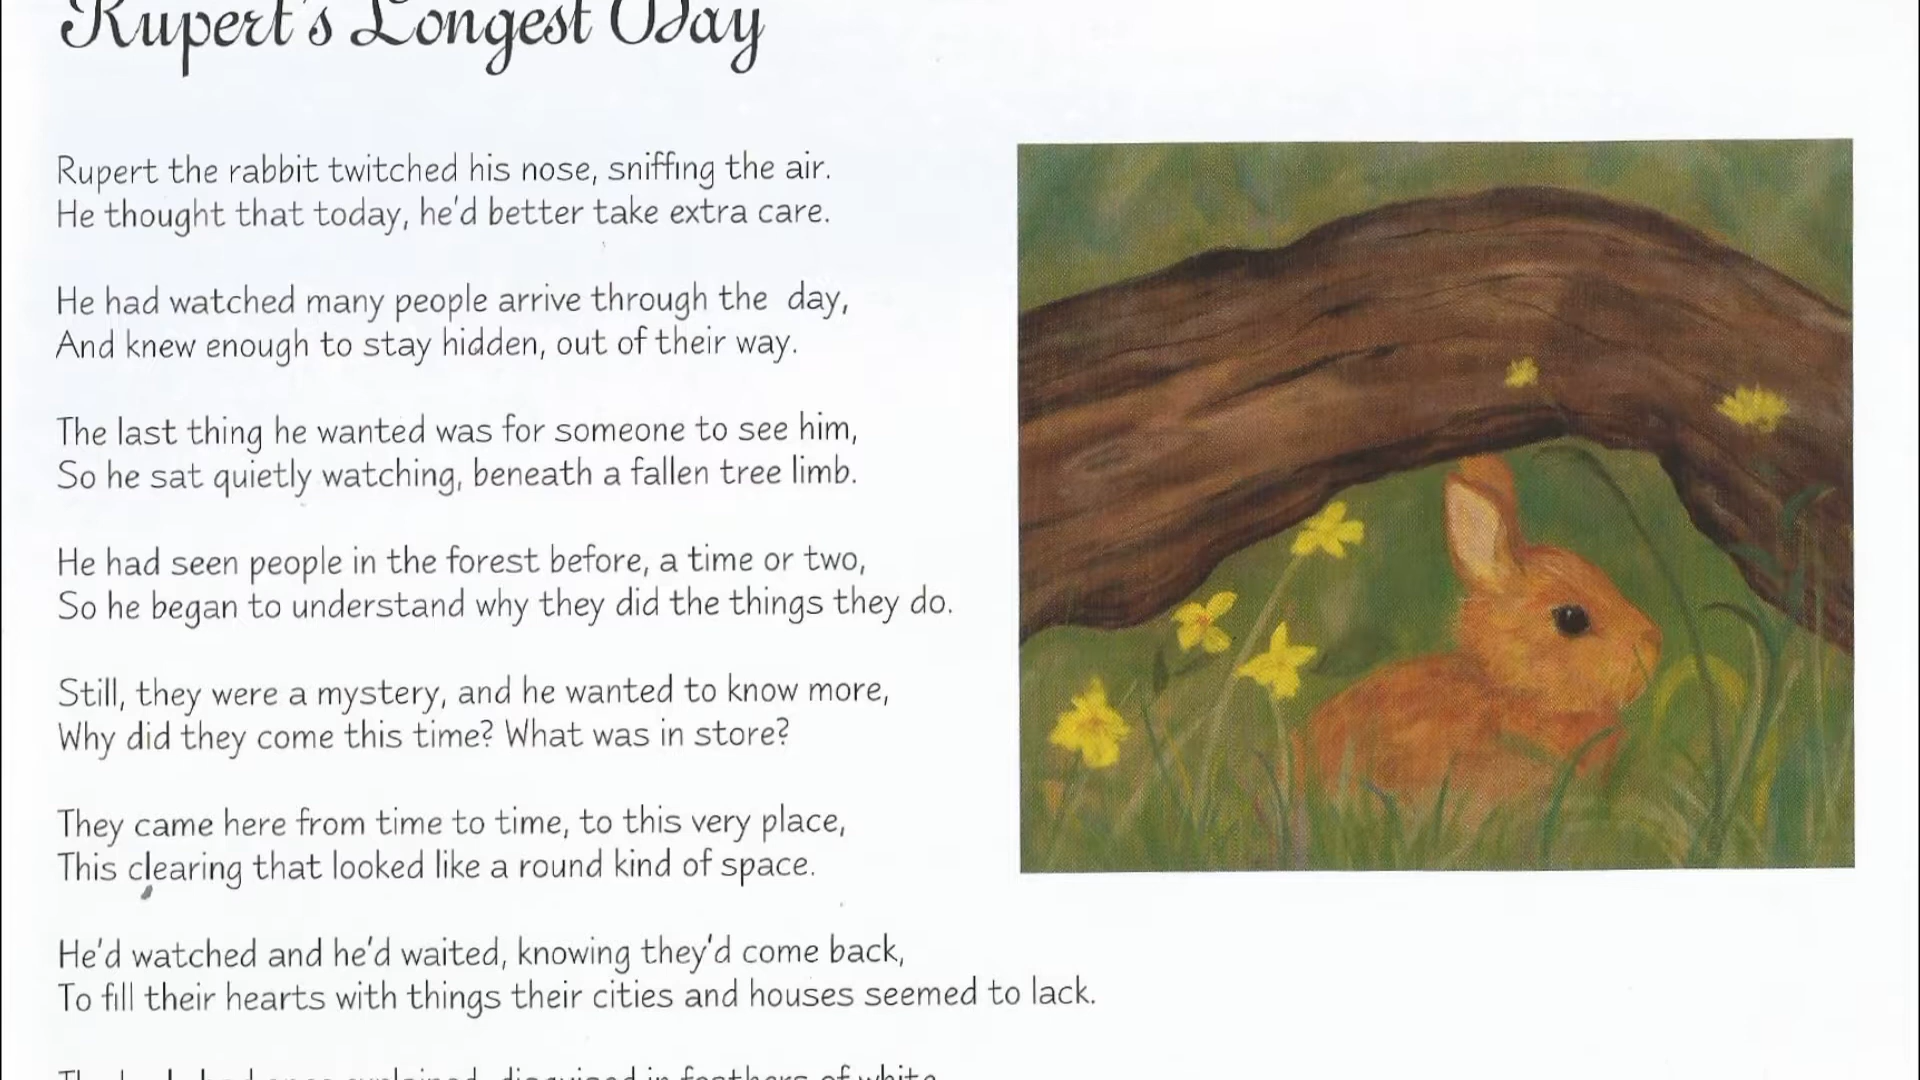 Rupert's Longest Day
Rupert the rabbit twitched his nose, sniffing the air.
He thought that today, he'd better take extra care.
He had watched many people arrive through the day,
And knew enough to stay hidden, out of their way.
The last thing he wanted was for someone to see him,
So he sat quietly watching, beneath a fallen tree limb.
He had seen people in the forest before, a time or two,
So he began to understand why they did the things they do.
Still, they were a mystery, and he wanted to know more,
Why did they come this time? What was in store?
They came here from time to time, to this very place,
This clearing that looked like a round kind of space.
He'd watched and he'd waited, knowing they'd come back,
To fill their hearts with things their cities and houses seemed to lack.
explained, disguised in feathers of white